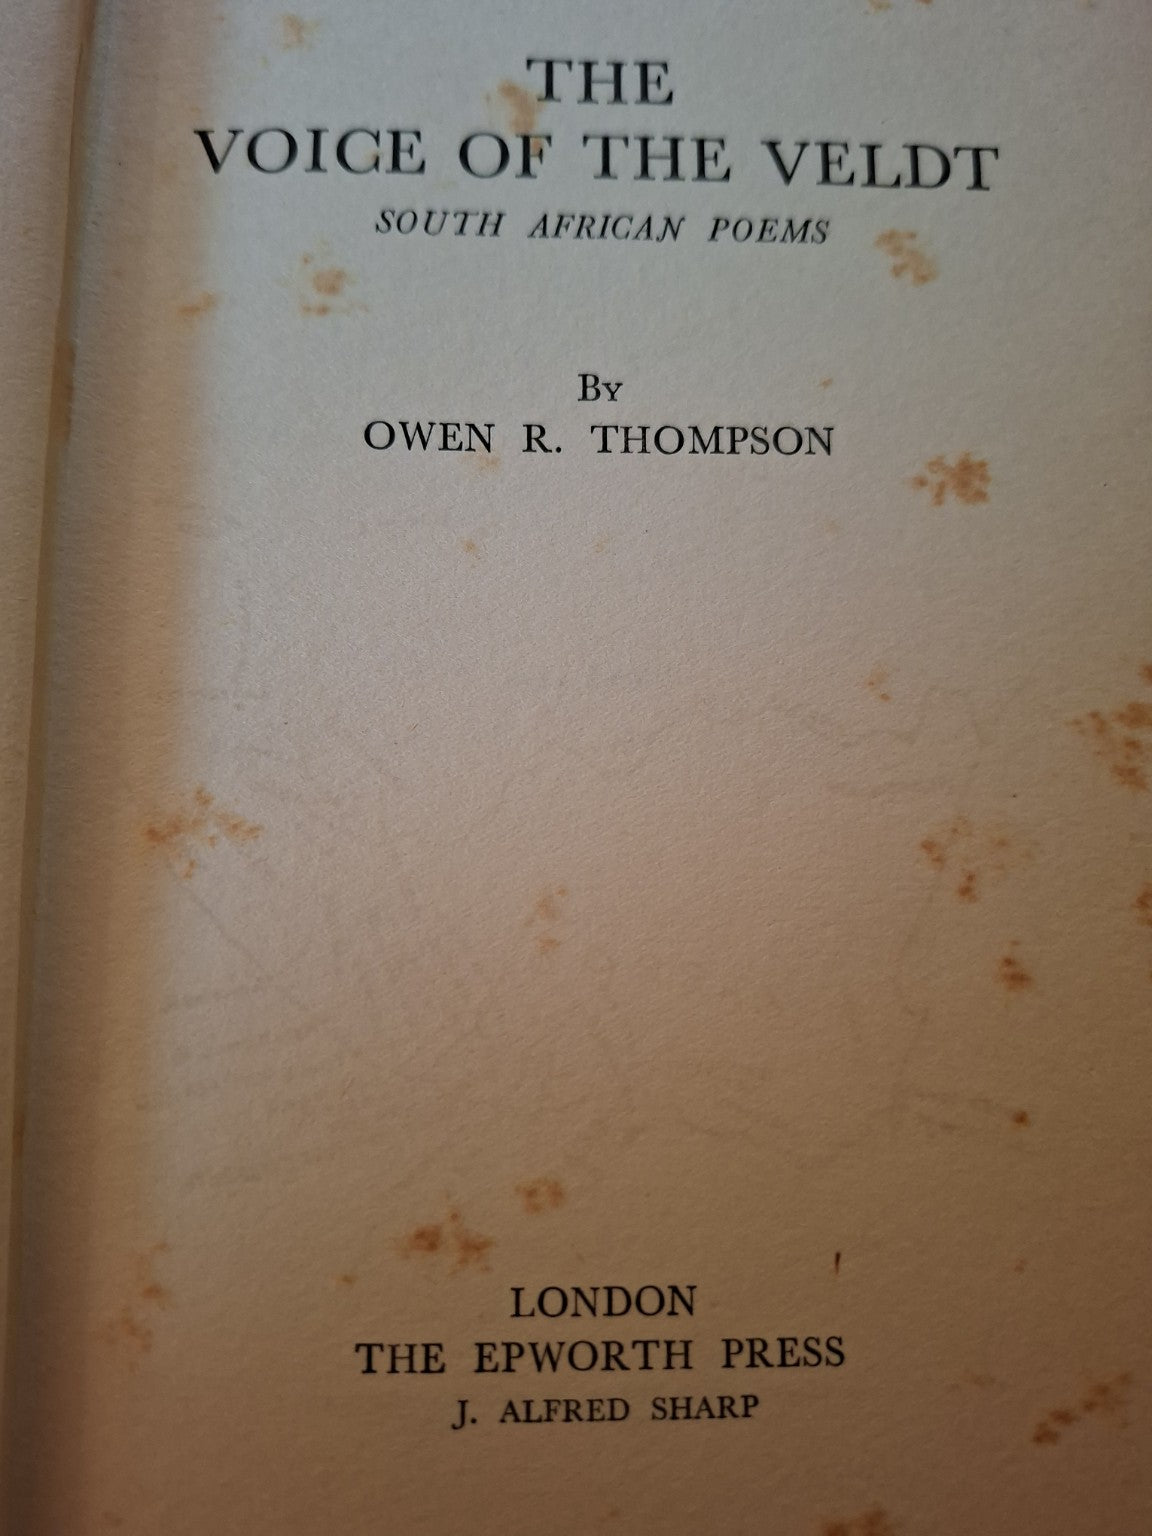 THE
VOICE OF THE VELDT
SOUTH AFRICAN POEMS
BY
OWEN R. THOMPSON
LONDON
THE EPWORTH PRESS
J. ALFRED SHARP